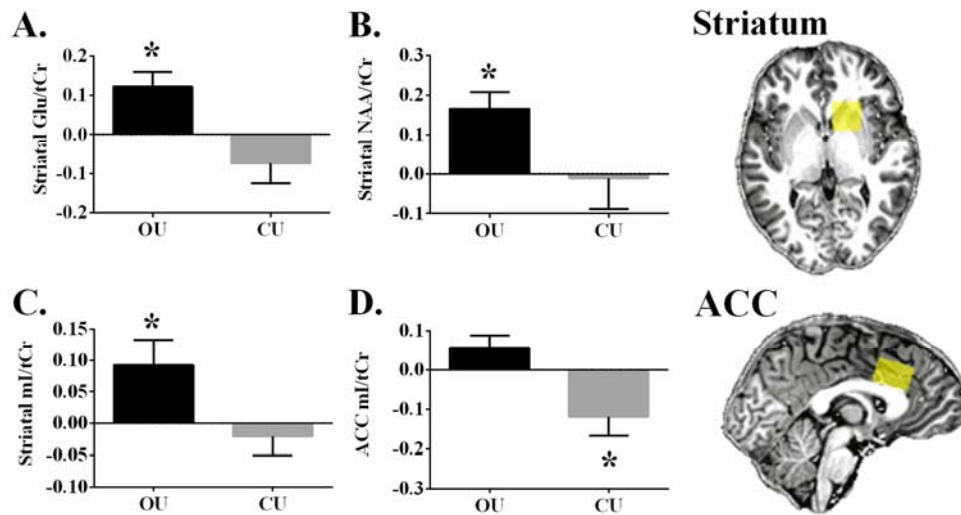 A.
*
Striatal Glu/tCr
0.2
0.1
0.0
-0.1
-0.2
OU
CU
B.
*
Striatal NAA/tCr
0.3
0.2
0.1
0.0
-0.1
OU
CU
Striatum
C.
*
Striatal mI/tCr
0.15
0.10
0.05
0.00
-0.05
-0.10
OU
CU
D.
ACC mI/tCr
0.1
0.0
-0.1
-0.2
-0.3
*
OU
CU
ACC